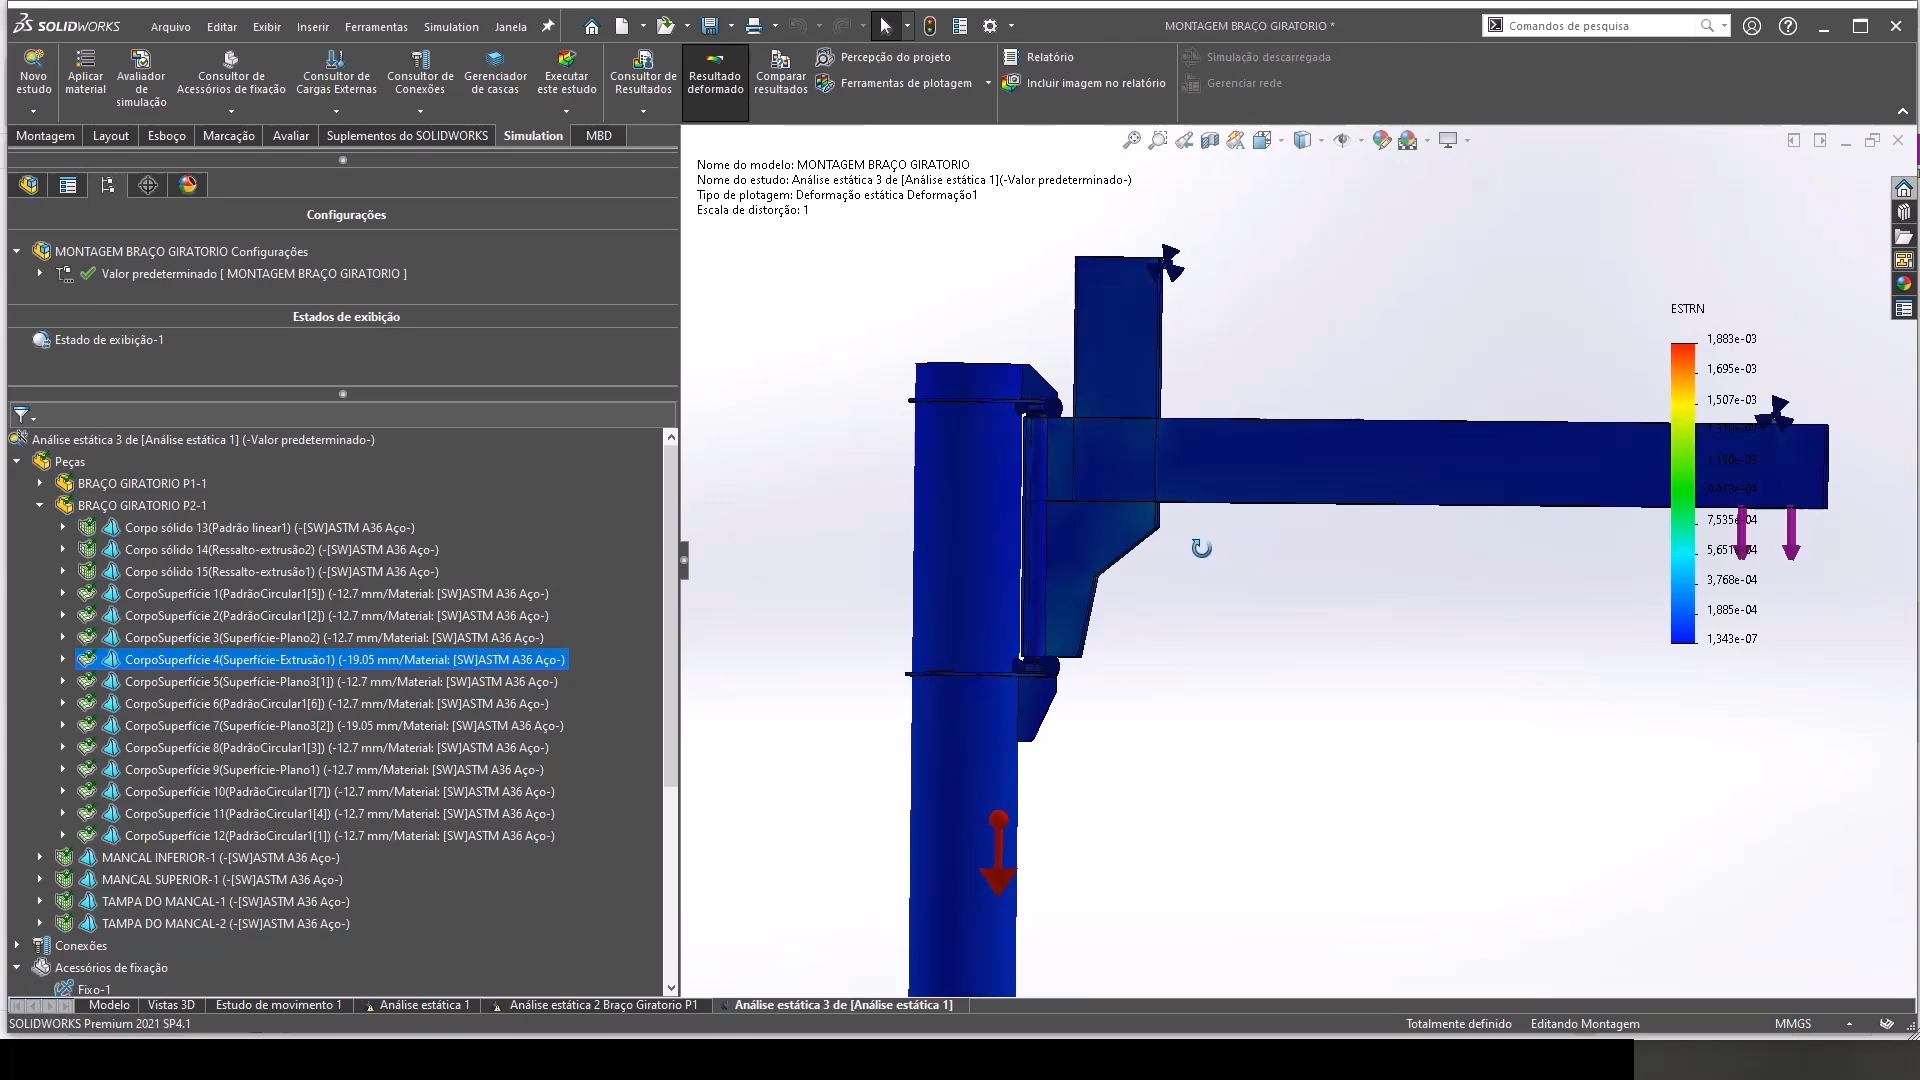 SOLIDWORKS
Arquivo Editar Exibir Inserir Ferramentas Simulation Janela
MONTAGEM BRAÇO GIRATORIO *
Comandos de pesquisa
Novo estudo
Aplicar material
Avaliador de simulação
Consultor de Acessórios de fixação
Consultor de Cargas Externas
Consultor de Conexões
Gerenciador de cascas
Executar este estudo
Consultor de Resultados
Resultado deformado
Comparar resultados
Percepção do projeto
Ferramentas de plotagem
Relatório
Incluir imagem no relatório
Simulação descarregada
Gerenciar rede
Montagem Layout Esboço Marcação Avaliar Suplementos do SOLIDWORKS Simulation MBD
Configurações
MONTAGEM BRAÇO GIRATORIO Configurações
Valor predeterminado [ MONTAGEM BRAÇO GIRATORIO ]
Estados de exibição
Estado de exibição-1
Análise estática 3 de [Análise estática 1] (-Valor predeterminado-)
Peças
BRAÇO GIRATORIO P1-1
BRAÇO GIRATORIO P2-1
Corpo sólido 13(Padrão linear1) (-[SW]ASTM A36 Aço-)
Corpo sólido 14(Ressalto-extrusão2) (-[SW]ASTM A36 Aço-)
Corpo sólido 15(Ressalto-extrusão1) (-[SW]ASTM A36 Aço-)
CorpoSuperfície 1(PadrãoCircular1[5]) (-12.7 mm/Material: [SW]ASTM A36 Aço-)
CorpoSuperfície 2(PadrãoCircular1[2]) (-12.7 mm/Material: [SW]ASTM A36 Aço-)
CorpoSuperfície 3(Superfície-Plano2) (-12.7 mm/Material: [SW]ASTM A36 Aço-)
CorpoSuperfície 4(Superfície-Extrusão1) (-19.05 mm/Material: [SW]ASTM A36 Aço-)
CorpoSuperfície 5(Superfície-Plano3[1]) (-12.7 mm/Material: [SW]ASTM A36 Aço-)
CorpoSuperfície 6(PadrãoCircular1[6]) (-12.7 mm/Material: [SW]ASTM A36 Aço-)
CorpoSuperfície 7(Superfície-Plano3[2]) (-19.05 mm/Material: [SW]ASTM A36 Aço-)
CorpoSuperfície 8(PadrãoCircular1[3]) (-12.7 mm/Material: [SW]ASTM A36 Aço-)
CorpoSuperfície 9(Superfície-Plano1) (-12.7 mm/Material: [SW]ASTM A36 Aço-)
CorpoSuperfície 10(PadrãoCircular1[7]) (-12.7 mm/Material: [SW]ASTM A36 Aço-)
CorpoSuperfície 11(PadrãoCircular1[4]) (-12.7 mm/Material: [SW]ASTM A36 Aço-)
CorpoSuperfície 12(PadrãoCircular1[1]) (-12.7 mm/Material: [SW]ASTM A36 Aço-)
MANCAL INFERIOR-1 (-[SW]ASTM A36 Aço-)
MANCAL SUPERIOR-1 (-[SW]ASTM A36 Aço-)
TAMPA DO MANCAL-1 (-[SW]ASTM A36 Aço-)
TAMPA DO MANCAL-2 (-[SW]ASTM A36 Aço-)
Conexões
Acessórios de fixação
Fixo-1
Nome do modelo: MONTAGEM BRAÇO GIRATORIO
Nome do estudo: Análise estática 3 de [Análise estática 1](-Valor predeterminado-)
Tipo de plotagem: Deformação estática Deformação1
Escala de distorção: 1
ESTRN
1,883e-03
1,695e-03
1,507e-03
7,535e-04
3,768e-04
1,885e-04
1,343e-07
Modelo Vistas 3D Estudo de movimento 1 Análise estática 1 Análise estática 2 Braço Giratorio P1 Análise estática 3 de [Análise estática 1]
SOLIDWORKS Premium 2021 SP4.1
Totalmente definido Editando Montagem MMGS